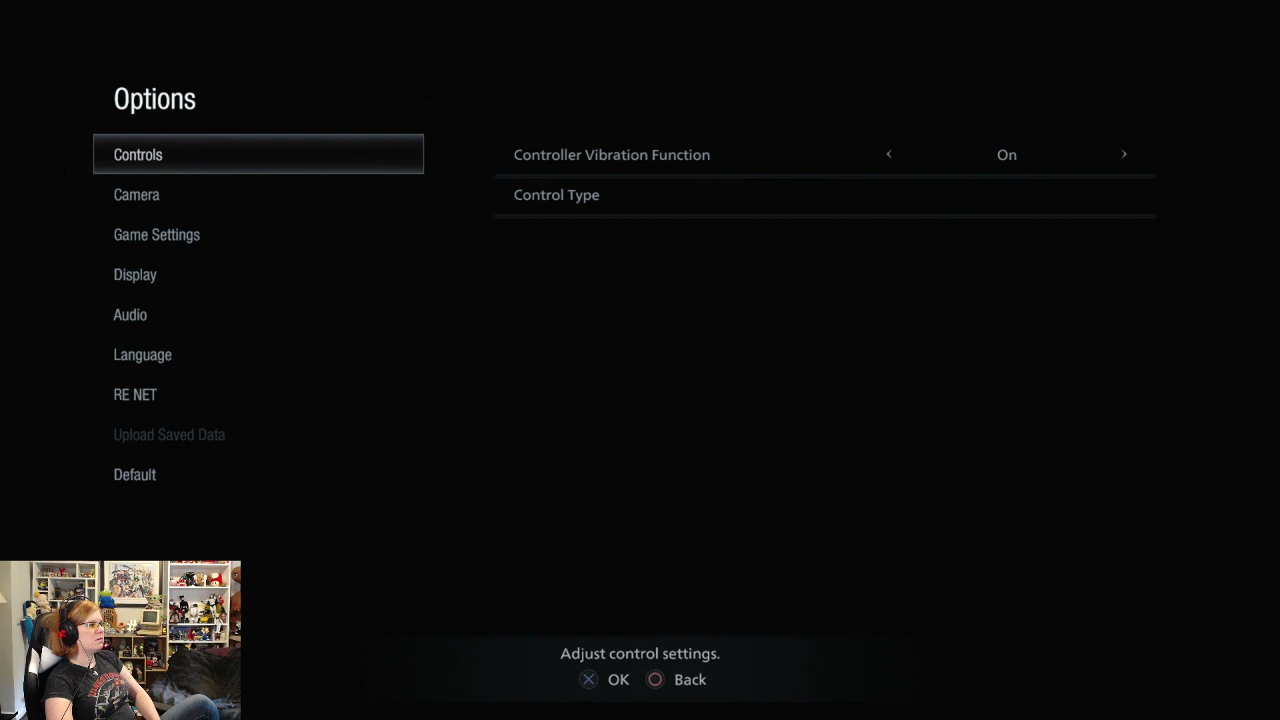 Options
Controls
Controller Vibration Function
On
Camera
Control Type
Game Settings
Display
Audio
Language
RE NET
Upload Saved Data
Default
Adjust control settings.
OK
Back